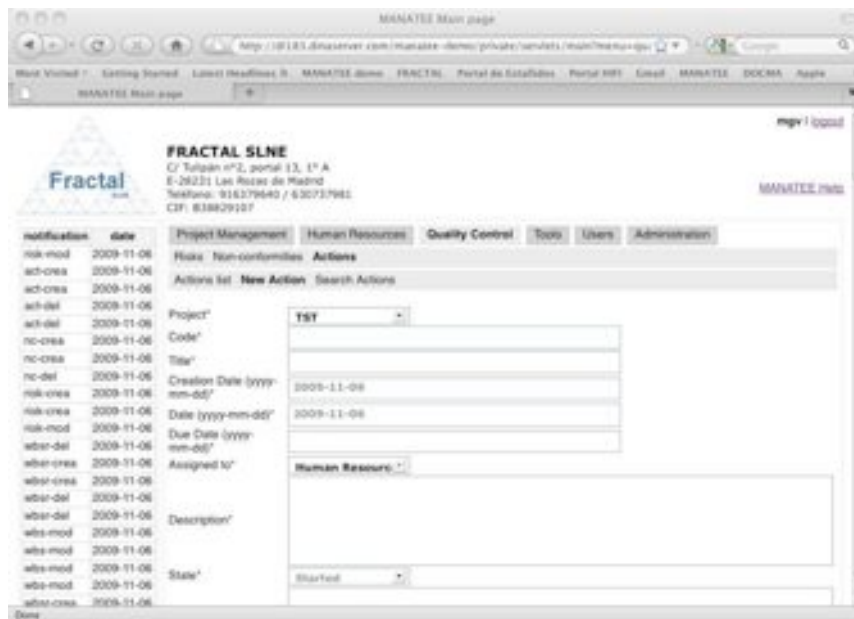 MANATEE Main page
Most Visited Getting Started Latest Headlines MANATEE demo FRACTAL Portal de Estafides Portal HIFI Gmail MANATEE DOCMA Apple
MANATEE Main page
mgv | logout
Fractal
SLNE
FRACTAL SLNE
C/ Tulipán nº2, portal 13, 1º A
E-28231 Las Rozas de Madrid
Teléfono: 916379640 / 630737981
CIF: B38829107
MANATEE Help
notification date
risk-mod 2009-11-06
act-crea 2009-11-06
act-crea 2009-11-06
act-del 2009-11-06
act-del 2009-11-06
nc-crea 2009-11-06
nc-crea 2009-11-06
nc-del 2009-11-06
risk-crea 2009-11-06
risk-crea 2009-11-06
risk-mod 2009-11-06
wbsr-del 2009-11-06
wbsr-crea 2009-11-06
wbsr-crea 2009-11-06
wbsr-del 2009-11-06
wbsr-del 2009-11-06
wbs-mod 2009-11-06
wbs-mod 2009-11-06
wbs-mod 2009-11-06
wbs-mod 2009-11-06
wbsr-crea 2009-11-06
Project Management Human Resources Quality Control Tools Users Administration
Risks Non-conformities Actions
Actions list New Action Search Actions
Project* TST
Code*
Title*
Creation Date (yyyy-
mm-dd)* 2009-11-06
Date (yyyy-mm-dd)* 2009-11-06
Due Date (yyyy-
mm-dd)*
Assigned to* Human Resourc
Description*
State* Started
Done